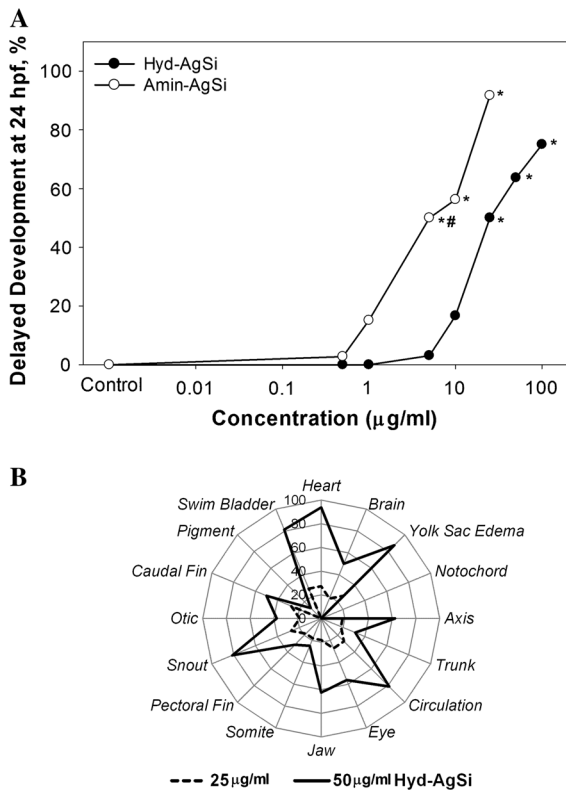 A
Delayed Development at 24 hpf, %
100
80
60
40
20
0
Hyd-AgSi
Amin-AgSi
*
*
*#
*
*
*
Control
0.01
0.1
1
10
100
Concentration (μg/ml)
B
Heart
Swim Bladder
Brain
Pigment
Yolk Sac Edema
Caudal Fin
Notochord
Otic
Axis
Snout
Trunk
Pectoral Fin
Circulation
Somite
Eye
Jaw
100
80
60
40
20
0
25μg/ml
50μg/ml Hyd-AgSi